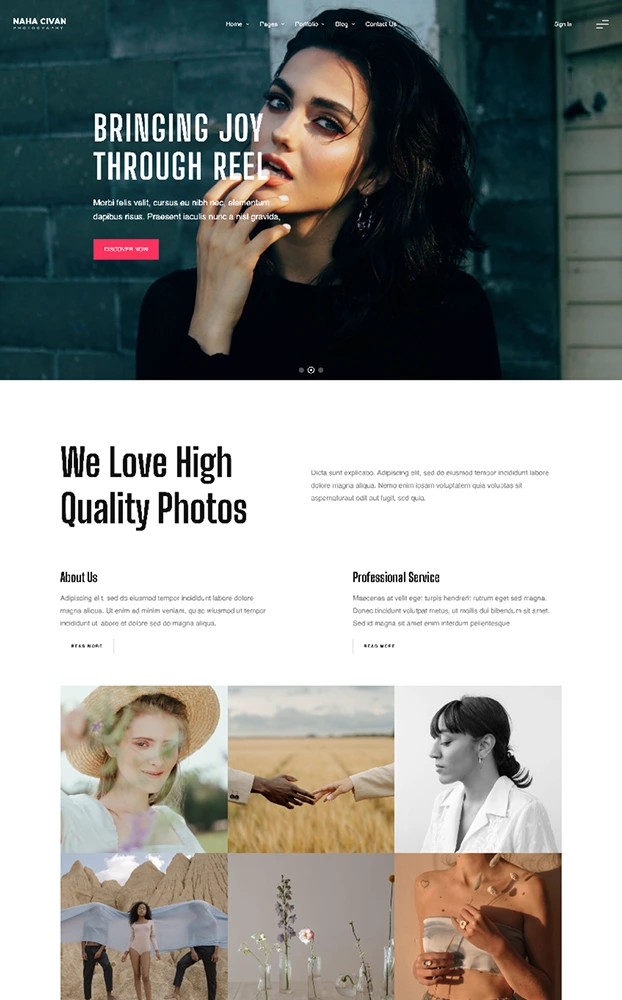 NAHA CIVAN
PHOTOGRAPHY
Home Pages Portfolio Blog Contact Us
Sign In
BRINGING JOY
THROUGH REEL
Morbi felis velit, cursus eu nibh nec, elementum
dapibus risus. Praesent iaculis nunc a nisl gravida,
DISCOVER NOW
We Love High
Quality Photos
Dicta sunt explicabo. Adipiscing elit, sed do eiusmod tempor incididunt labore
dolore magna aliqua. Nemo enim ipsam voluptatem quia voluptas sit
aspernaturaut odit aut fugit, sed quia.
About Us
Adipiscing elit, sed do eiusmod tempor incididunt labore dolore
magna aliqua. Ut enim ad minim veniam, quisc wiusmod ut tempor
incididunt ut labore et dolore sed do magna aliqua.
READ MORE
Professional Service
Maecenas at velit eget turpis hendrerit rutrum eget sed magna.
Donec tincidunt volutpat metus, ut mollis dui bibendum sit amet.
Sed id magna sit amet enim interdum pellentesque
READ MORE